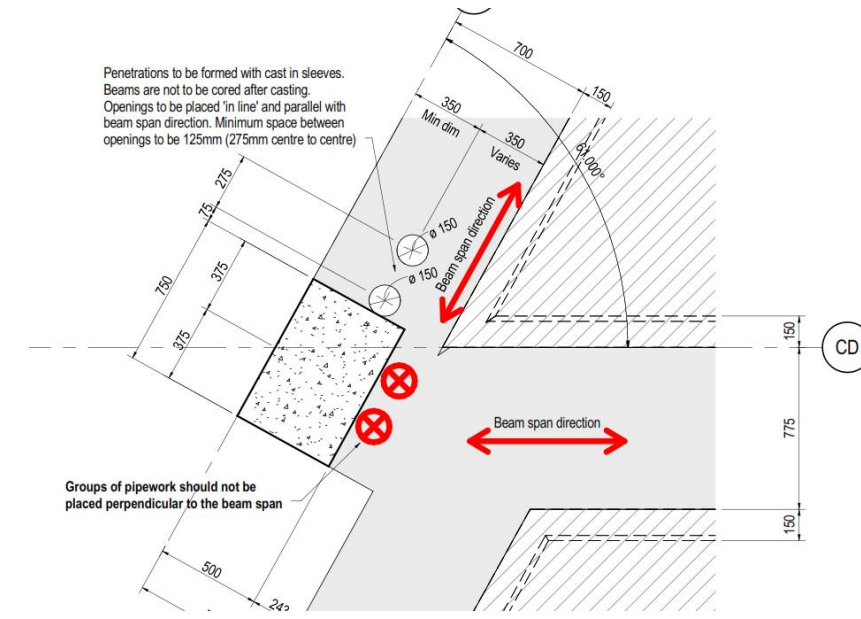 700
150
Penetrations to be formed with cast in sleeves.
Beams are not to be cored after casting.
Openings to be placed 'in line' and parallel with
beam span direction. Minimum space between
openings to be 125mm (275mm centre to centre)
350
Min dim
350
Varies
67.000°
275
75
750
375
375
ø 150
ø 150
Beam span direction
150
CD
775
Beam span direction
150
Groups of pipework should not be
placed perpendicular to the beam span
500
243